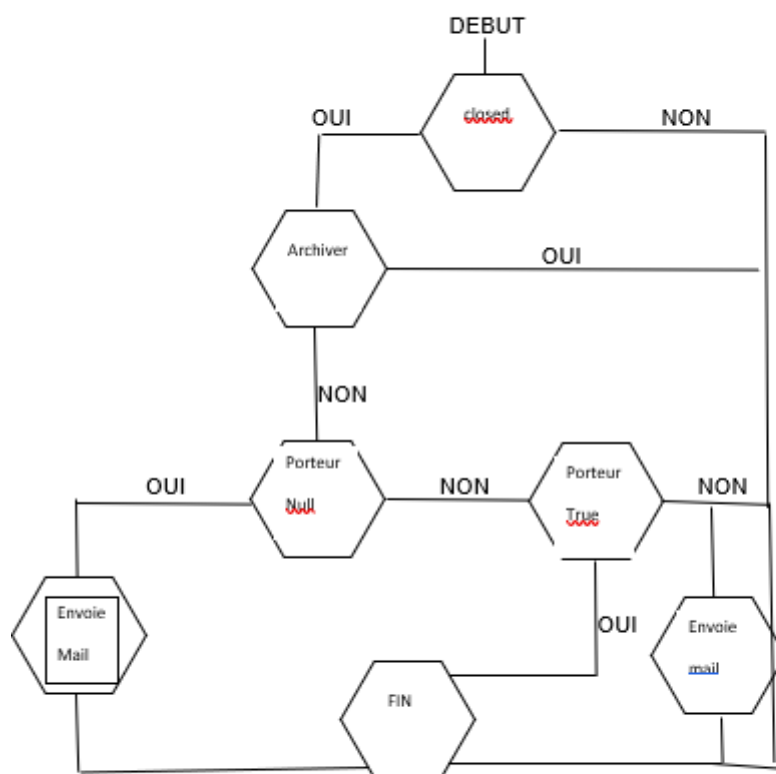 DEBUT
closed
OUI
NON
Archiver
OUI
NON
Porteur
Null
OUI
NON
Porteur
True
NON
Envoie
Mail
OUI
Envoie
mail
FIN